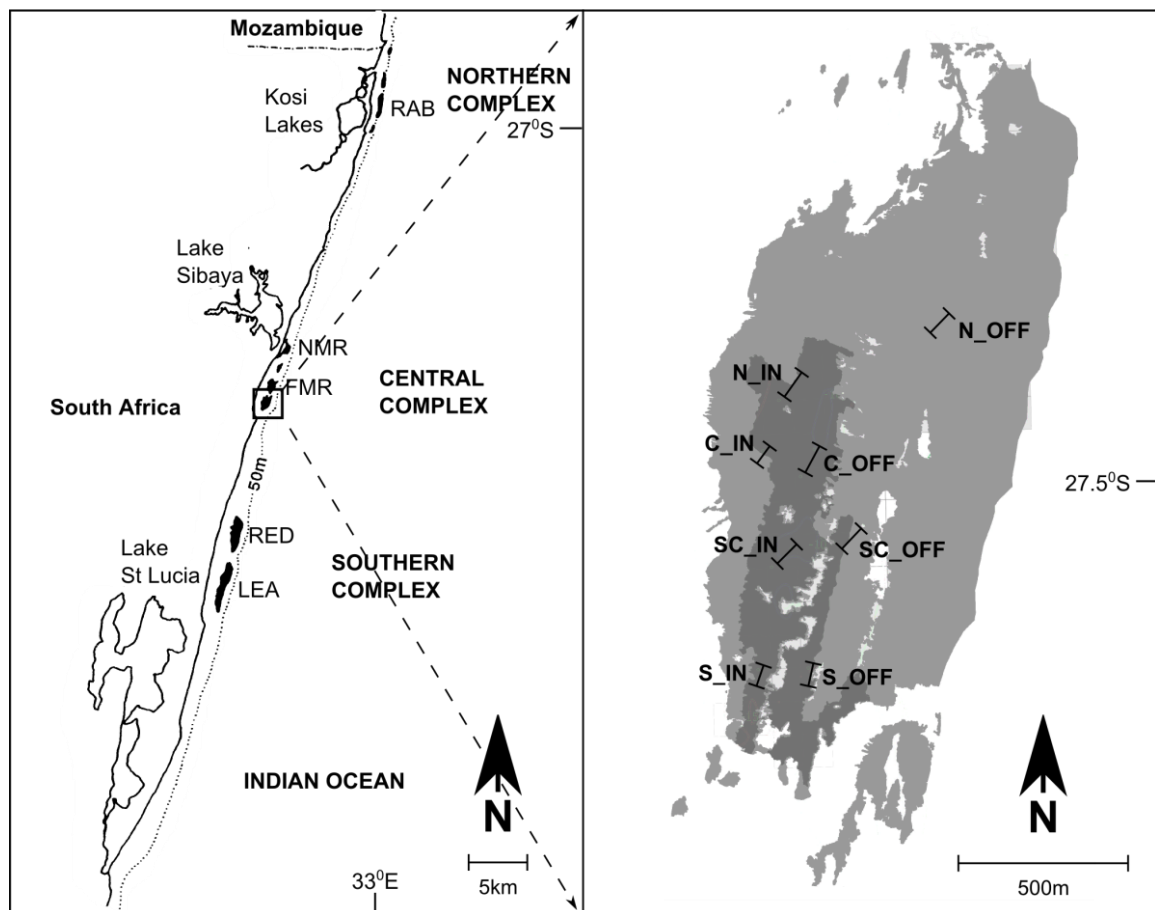 Mozambique
Kosi
Lakes
NORTHERN
COMPLEX
RAB
27⁰S
Lake
Sibaya
NMR
FMR
CENTRAL
COMPLEX
South Africa
50m
RED
Lake
St Lucia
SOUTHERN
COMPLEX
LEA
INDIAN OCEAN
N
5km
33⁰E
N_OFF
N_IN
C_IN
C_OFF
27.5⁰S
SC_IN
SC_OFF
S_IN
S_OFF
N
500m